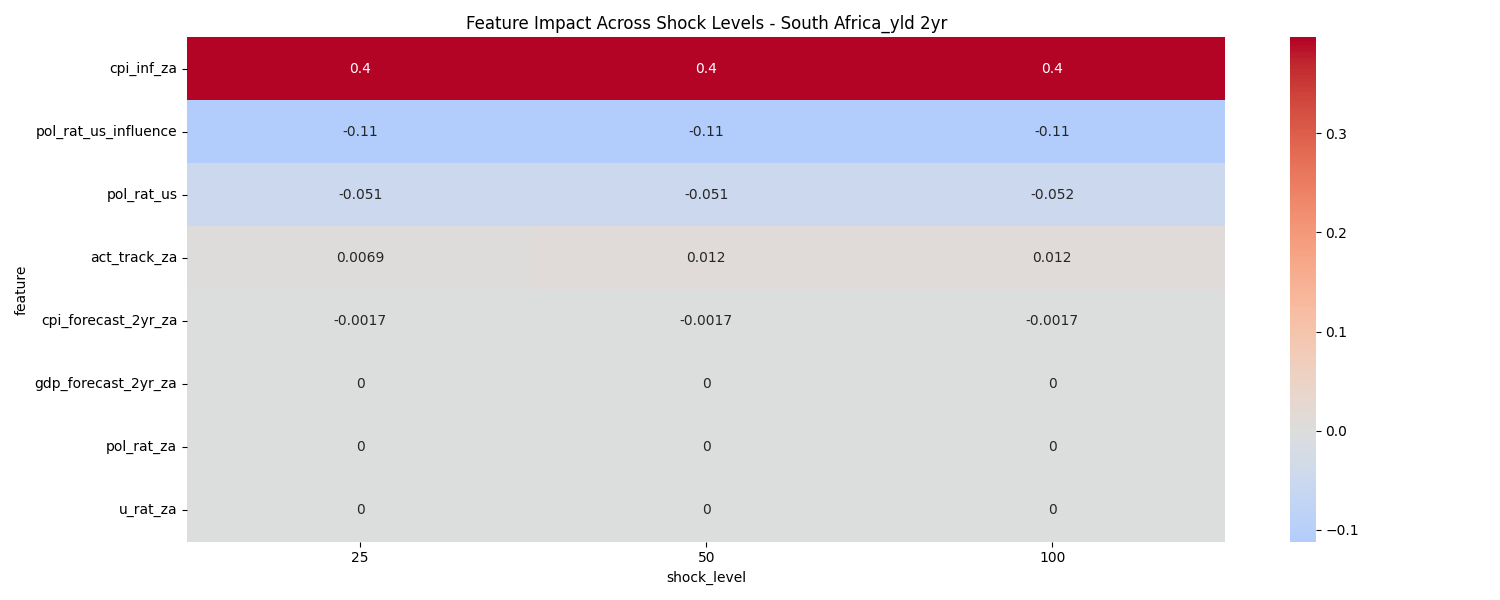 Feature Impact Across Shock Levels - South Africa_yld 2yr
cpi_inf_za 0.4 0.4 0.4
pol_rat_us_influence -0.11 -0.11 -0.11
pol_rat_us -0.051 -0.051 -0.052
act_track_za 0.0069 0.012 0.012
cpi_forecast_2yr_za -0.0017 -0.0017 -0.0017
gdp_forecast_2yr_za 0 0 0
pol_rat_za 0 0 0
u_rat_za 0 0 0
25 50 100
shock_level
feature
0.3
0.2
0.1
0.0
−0.1